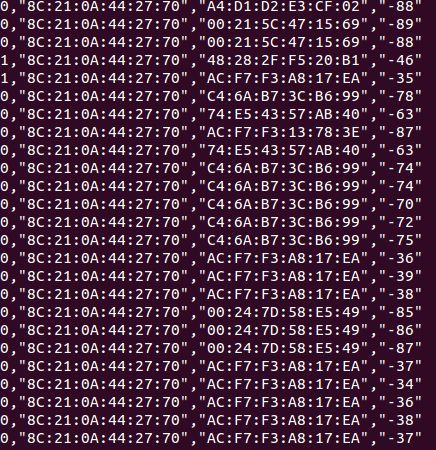 0,"8C:21:0A:44:27:70","A4:D1:D2:E3:CF:02","-88"
0,"8C:21:0A:44:27:70","00:21:5C:47:15:69","-89"
0,"8C:21:0A:44:27:70","00:21:5C:47:15:69","-88"
1,"8C:21:0A:44:27:70","48:28:2F:F5:20:B1","-46"
1,"8C:21:0A:44:27:70","AC:F7:F3:A8:17:EA","-35"
0,"8C:21:0A:44:27:70","C4:6A:B7:3C:B6:99","-78"
0,"8C:21:0A:44:27:70","74:E5:43:57:AB:40","-63"
0,"8C:21:0A:44:27:70","AC:F7:F3:13:78:3E","-87"
0,"8C:21:0A:44:27:70","74:E5:43:57:AB:40","-63"
0,"8C:21:0A:44:27:70","C4:6A:B7:3C:B6:99","-74"
0,"8C:21:0A:44:27:70","C4:6A:B7:3C:B6:99","-74"
0,"8C:21:0A:44:27:70","C4:6A:B7:3C:B6:99","-70"
0,"8C:21:0A:44:27:70","C4:6A:B7:3C:B6:99","-72"
0,"8C:21:0A:44:27:70","C4:6A:B7:3C:B6:99","-75"
0,"8C:21:0A:44:27:70","AC:F7:F3:A8:17:EA","-36"
0,"8C:21:0A:44:27:70","AC:F7:F3:A8:17:EA","-39"
0,"8C:21:0A:44:27:70","AC:F7:F3:A8:17:EA","-38"
0,"8C:21:0A:44:27:70","00:24:7D:58:E5:49","-85"
0,"8C:21:0A:44:27:70","00:24:7D:58:E5:49","-86"
0,"8C:21:0A:44:27:70","00:24:7D:58:E5:49","-87"
0,"8C:21:0A:44:27:70","AC:F7:F3:A8:17:EA","-37"
0,"8C:21:0A:44:27:70","AC:F7:F3:A8:17:EA","-34"
0,"8C:21:0A:44:27:70","AC:F7:F3:A8:17:EA","-36"
0,"8C:21:0A:44:27:70","AC:F7:F3:A8:17:EA","-38"
0,"8C:21:0A:44:27:70","AC:F7:F3:A8:17:EA","-37"